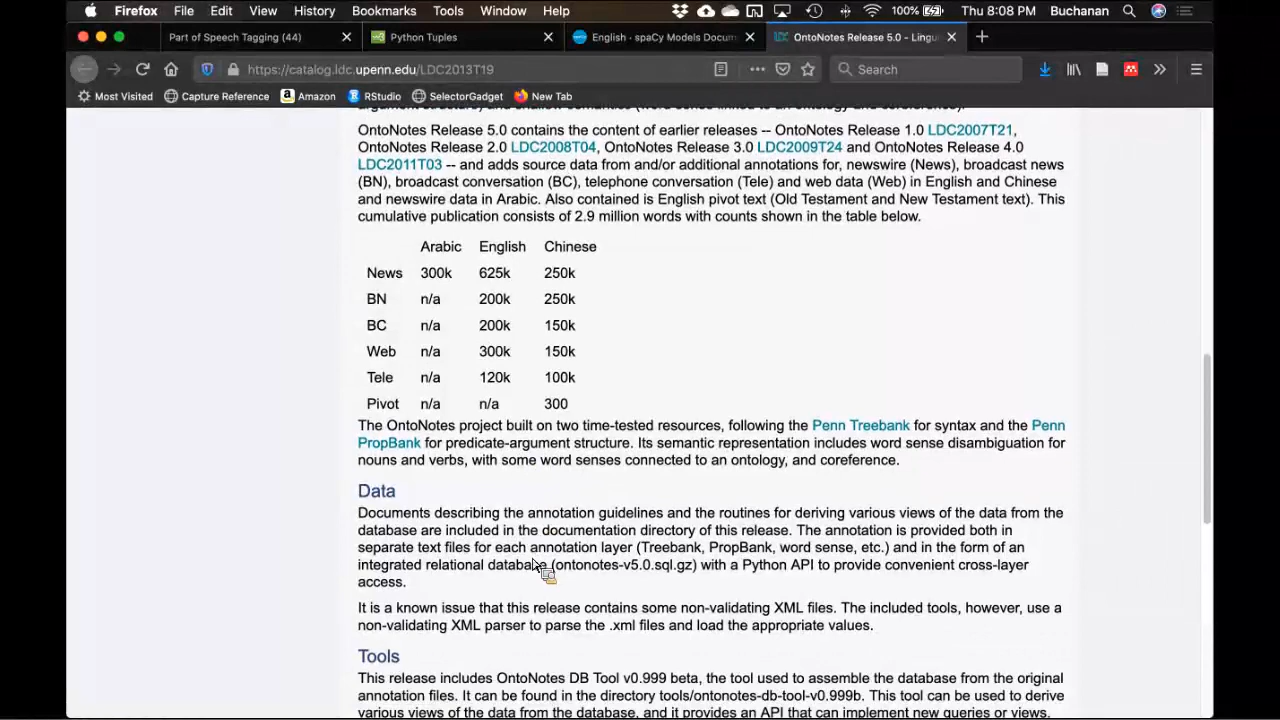 Firefox File Edit View History Bookmarks Tools Window Help 100% Thu 8:08 PM Buchanan
Part of Speech Tagging (44) Python Tuples English · spaCy Models Docum OntoNotes Release 5.0 - Lingu
https://catalog.ldc.upenn.edu/LDC2013T19 Search
Most Visited Capture Reference Amazon RStudio SelectorGadget New Tab
argument structure) and shallow semantics (word sense linked to an ontology and coreference).
OntoNotes Release 5.0 contains the content of earlier releases -- OntoNotes Release 1.0 LDC2007T21,
OntoNotes Release 2.0 LDC2008T04, OntoNotes Release 3.0 LDC2009T24 and OntoNotes Release 4.0
LDC2011T03 -- and adds source data from and/or additional annotations for, newswire (News), broadcast news
(BN), broadcast conversation (BC), telephone conversation (Tele) and web data (Web) in English and Chinese
and newswire data in Arabic. Also contained is English pivot text (Old Testament and New Testament text). This
cumulative publication consists of 2.9 million words with counts shown in the table below.
Arabic English Chinese
News 300k 625k 250k
BN n/a 200k 250k
BC n/a 200k 150k
Web n/a 300k 150k
Tele n/a 120k 100k
Pivot n/a n/a 300
The OntoNotes project built on two time-tested resources, following the Penn Treebank for syntax and the Penn
PropBank for predicate-argument structure. Its semantic representation includes word sense disambiguation for
nouns and verbs, with some word senses connected to an ontology, and coreference.
Data
Documents describing the annotation guidelines and the routines for deriving various views of the data from the
database are included in the documentation directory of this release. The annotation is provided both in
separate text files for each annotation layer (Treebank, PropBank, word sense, etc.) and in the form of an
integrated relational database (ontonotes-v5.0.sql.gz) with a Python API to provide convenient cross-layer
access.
It is a known issue that this release contains some non-validating XML files. The included tools, however, use a
non-validating XML parser to parse the .xml files and load the appropriate values.
Tools
This release includes OntoNotes DB Tool v0.999 beta, the tool used to assemble the database from the original
annotation files. It can be found in the directory tools/ontonotes-db-tool-v0.999b. This tool can be used to derive
various views of the data from the database, and it provides an API that can implement new queries or views.